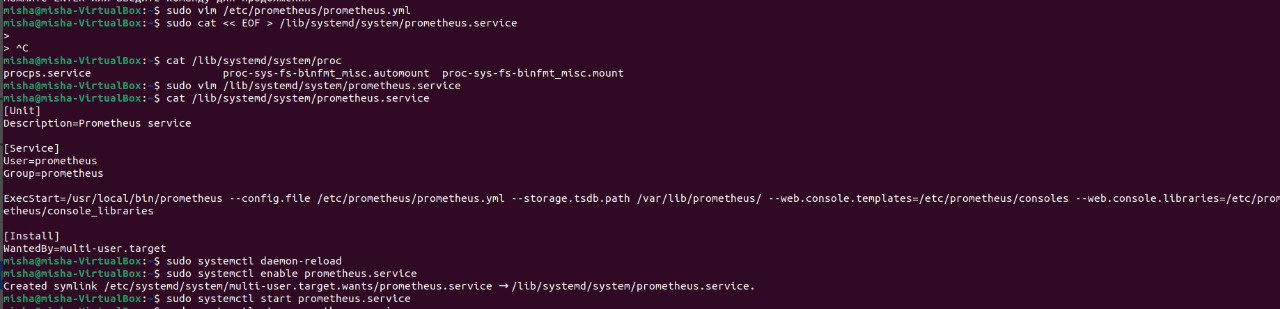 misha@misha-VirtualBox:~$ sudo vim /etc/prometheus/prometheus.yml
misha@misha-VirtualBox:~$ sudo cat << EOF > /lib/systemd/system/prometheus.service
>
> ^C
misha@misha-VirtualBox:~$ cat /lib/systemd/system/proc
procps.service proc-sys-fs-binfmt_misc.automount proc-sys-fs-binfmt_misc.mount
misha@misha-VirtualBox:~$ sudo vim /lib/systemd/system/prometheus.service
misha@misha-VirtualBox:~$ cat /lib/systemd/system/prometheus.service
[Unit]
Description=Prometheus service

[Service]
User=prometheus
Group=prometheus

ExecStart=/usr/local/bin/prometheus --config.file /etc/prometheus/prometheus.yml --storage.tsdb.path /var/lib/prometheus/ --web.console.templates=/etc/prometheus/consoles --web.console.libraries=/etc/prom
etheus/console_libraries

[Install]
WantedBy=multi-user.target
misha@misha-VirtualBox:~$ sudo systemctl daemon-reload
misha@misha-VirtualBox:~$ sudo systemctl enable prometheus.service
Created symlink /etc/systemd/system/multi-user.target.wants/prometheus.service → /lib/systemd/system/prometheus.service.
misha@misha-VirtualBox:~$ sudo systemctl start prometheus.service